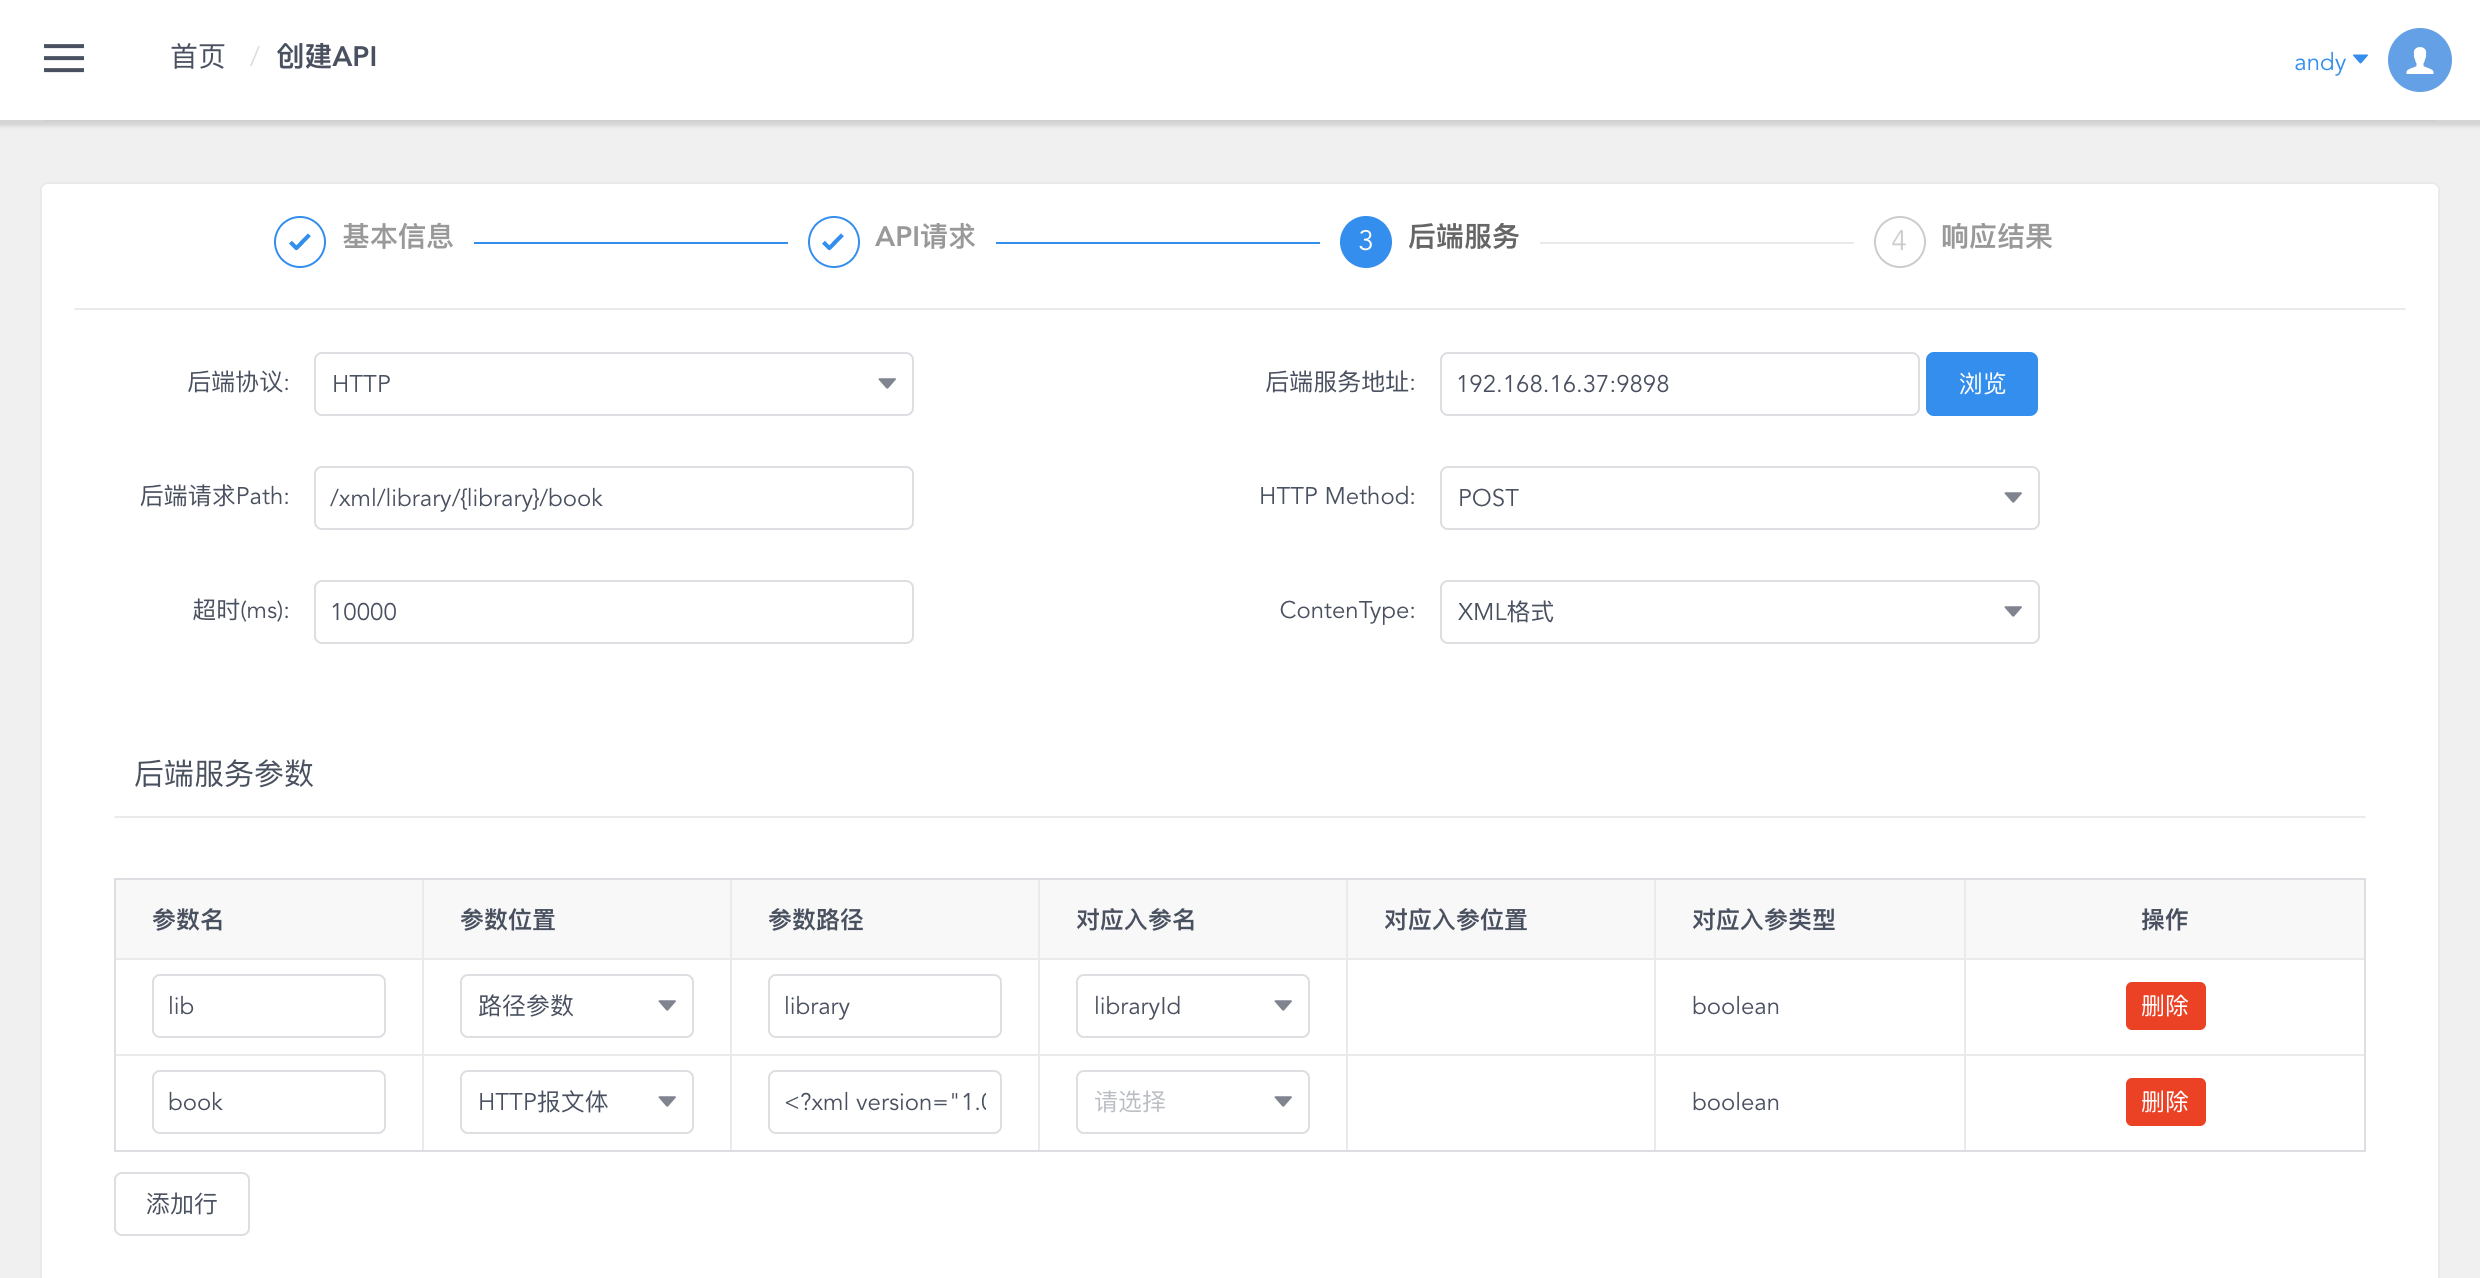 首页 / 创建API
andy
基本信息
API请求
3 后端服务
4 响应结果
后端协议: HTTP
后端服务地址: 192.168.16.37:9898 浏览
后端请求Path: /xml/library/{library}/book
HTTP Method: POST
超时(ms): 10000
ContenType: XML格式
后端服务参数
参数名 参数位置 参数路径 对应入参名 对应入参位置 对应入参类型 操作
lib 路径参数 library libraryId boolean 删除
book HTTP报文体 <?xml version="1.0 请选择 boolean 删除
添加行